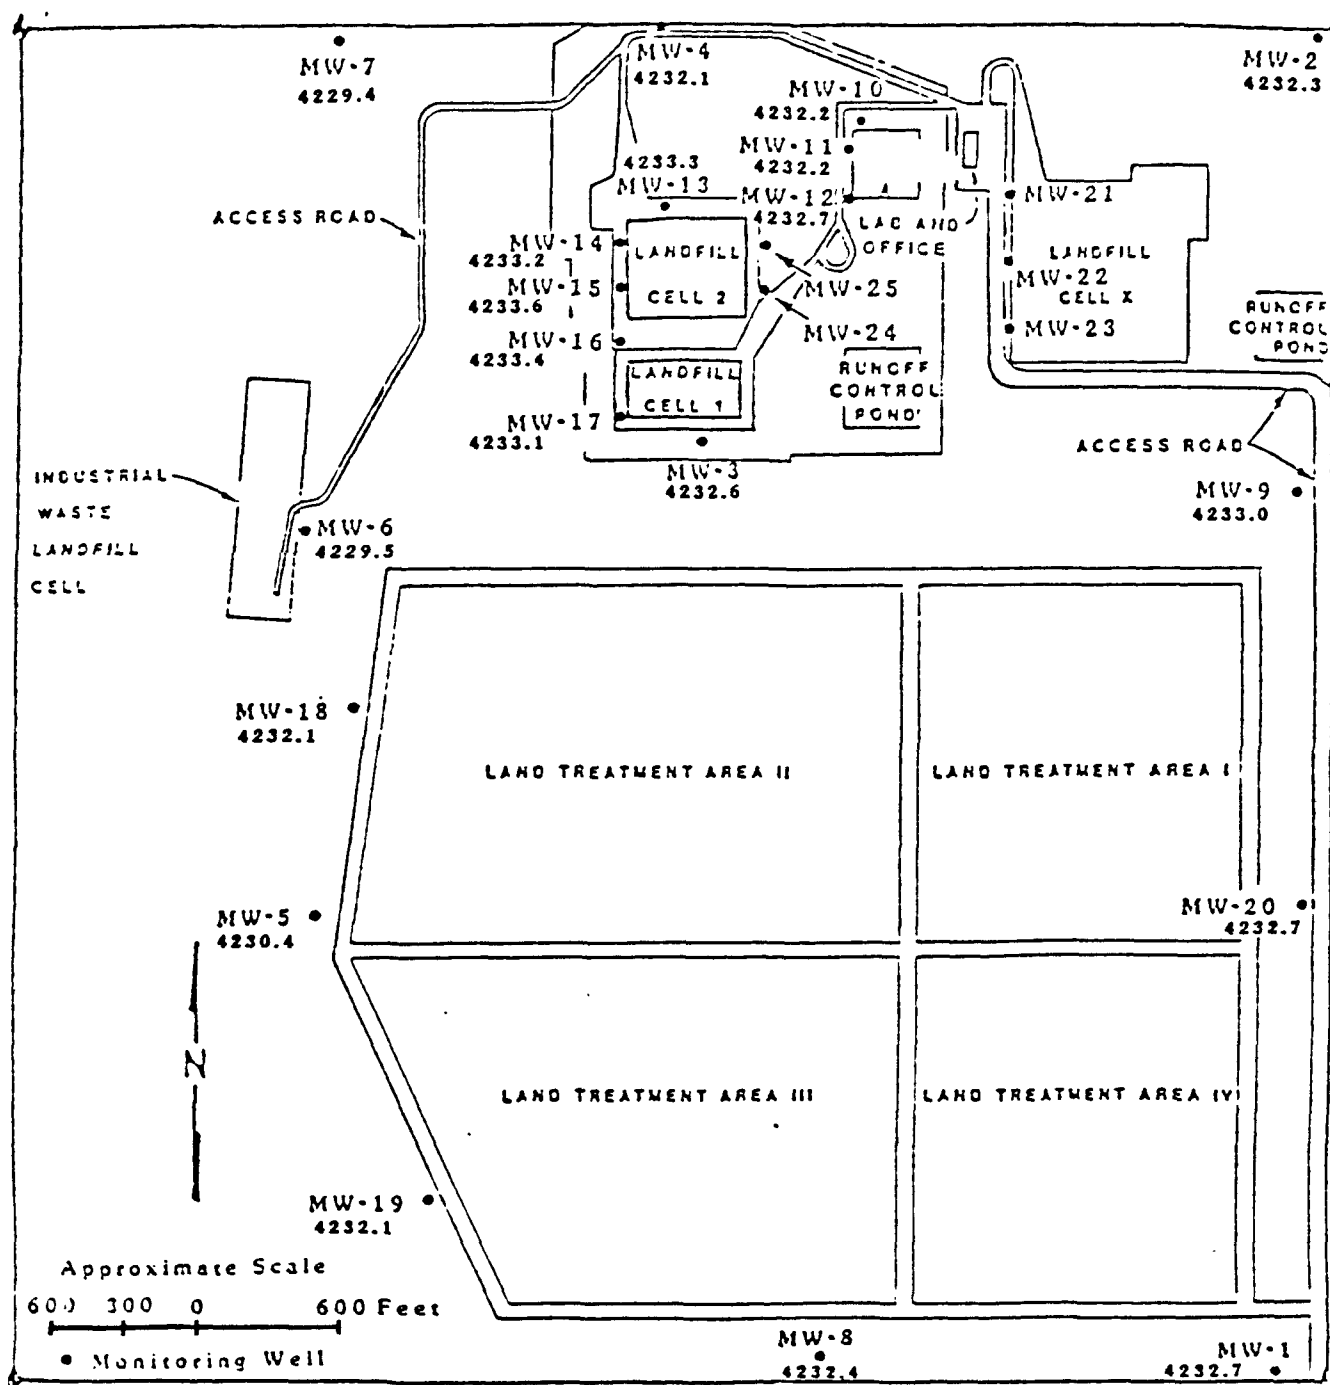 MW-7
4229.4
MW-4
4232.1
MW-2
4232.3
MW-10
4232.2
MW-11
4232.2
4233.3
MW-13
MW-12
4232.7
MW-21
ACCESS ROAD
LAB AND
OFFICE
MW-14
4233.2
LANDFILL
CELL 2
MW-15
4233.6
MW-25
MW-24
LANDFILL
MW-22
CELL X
MW-23
RUNOFF
CONTROL
POND
MW-16
4233.4
LANDFILL
CELL 1
RUNOFF
CONTROL
POND
MW-17
4233.1
MW-3
4232.6
ACCESS ROAD
MW-9
4233.0
INDUSTRIAL
WASTE
LANDFILL
CELL
MW-6
4229.5
MW-18
4232.1
LAND TREATMENT AREA II
LAND TREATMENT AREA I
MW-5
4230.4
MW-20
4232.7
N
LAND TREATMENT AREA III
LAND TREATMENT AREA IV
MW-19
4232.1
Approximate Scale
600 300 0 600 Feet
Monitoring Well
MW-8
4232.4
MW-1
4232.7